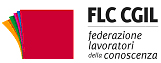 FLC CGIL
federazione
lavoratori
della conoscenza